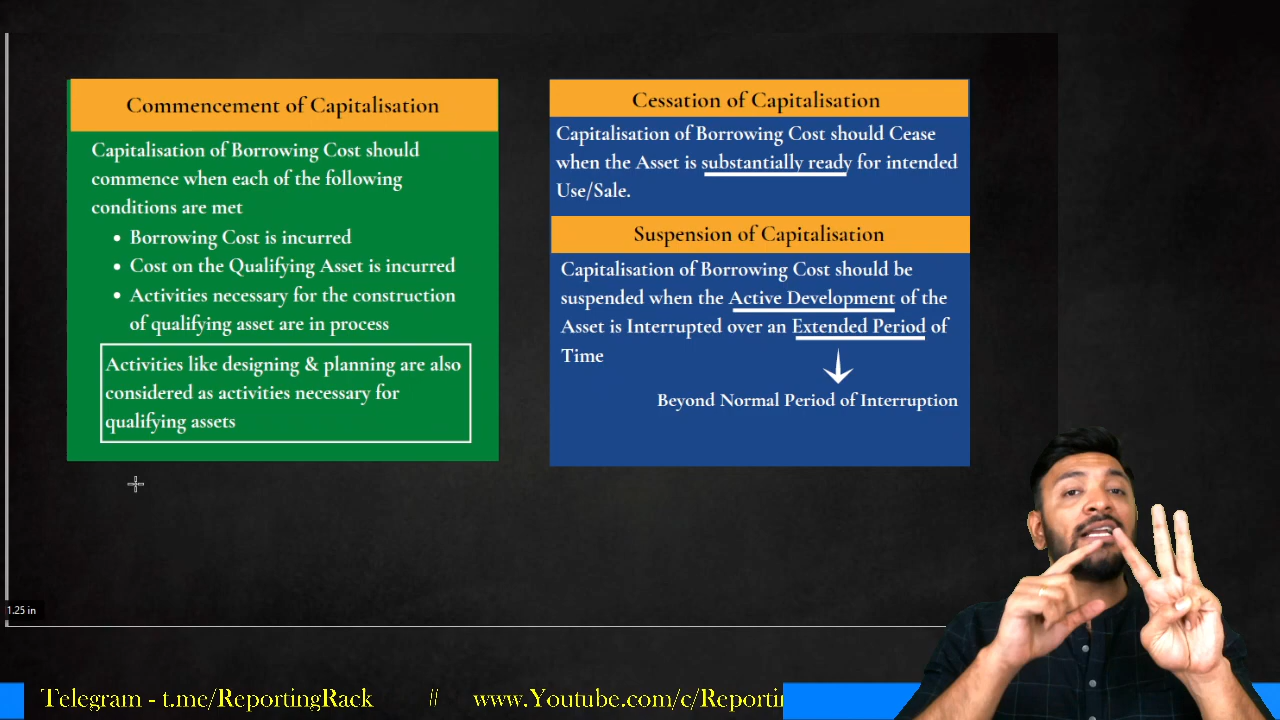 Commencement of Capitalisation
Capitalisation of Borrowing Cost should
commence when each of the following
conditions are met
• Borrowing Cost is incurred
• Cost on the Qualifying Asset is incurred
• Activities necessary for the construction
of qualifying asset are in process
Activities like designing & planning are also
considered as activities necessary for
qualifying assets
Cessation of Capitalisation
Capitalisation of Borrowing Cost should Cease
when the Asset is substantially ready for intended
Use/Sale.
Suspension of Capitalisation
Capitalisation of Borrowing Cost should be
suspended when the Active Development of the
Asset is Interrupted over an Extended Period of
Time
Beyond Normal Period of Interruption
1.25 in
Telegram - t.me/ReportingRack # www.Youtube.com/c/Reporti